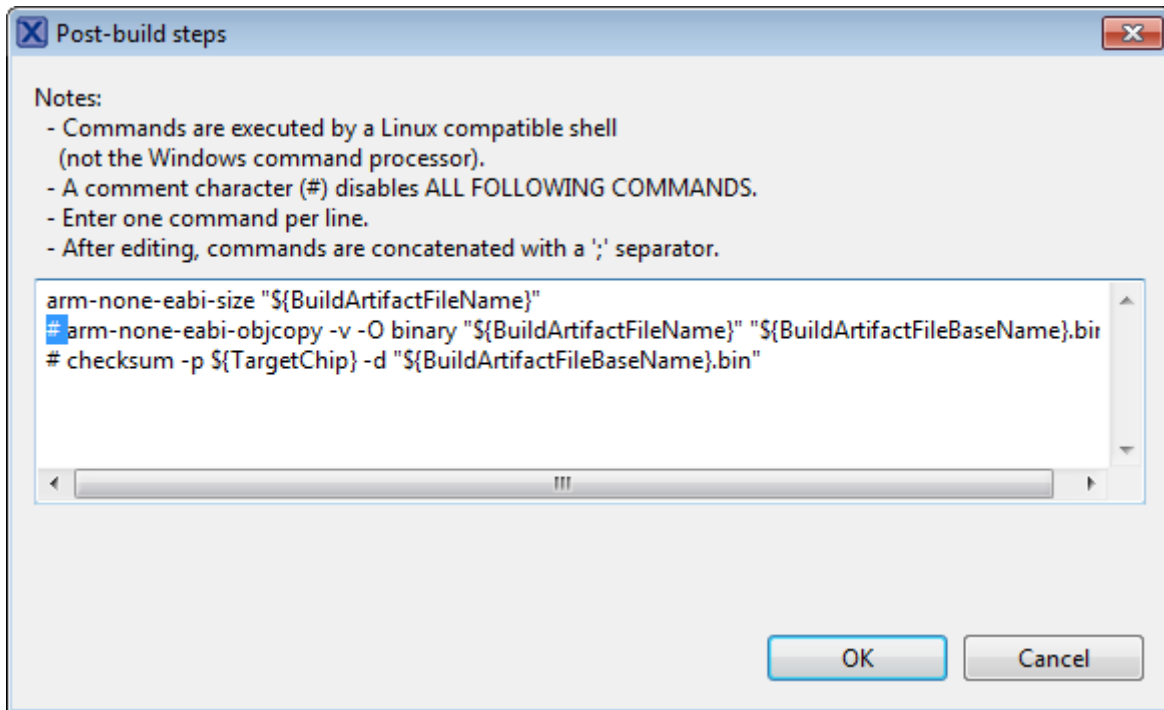 Post-build steps
Notes:
- Commands are executed by a Linux compatible shell
(not the Windows command processor).
- A comment character (#) disables ALL FOLLOWING COMMANDS.
- Enter one command per line.
- After editing, commands are concatenated with a ';' separator.
arm-none-eabi-size "${BuildArtifactFileName}"
# arm-none-eabi-objcopy -v -O binary "${BuildArtifactFileName}" "${BuildArtifactFileBaseName}.bin
# checksum -p ${TargetChip} -d "${BuildArtifactFileBaseName}.bin"
OK
Cancel